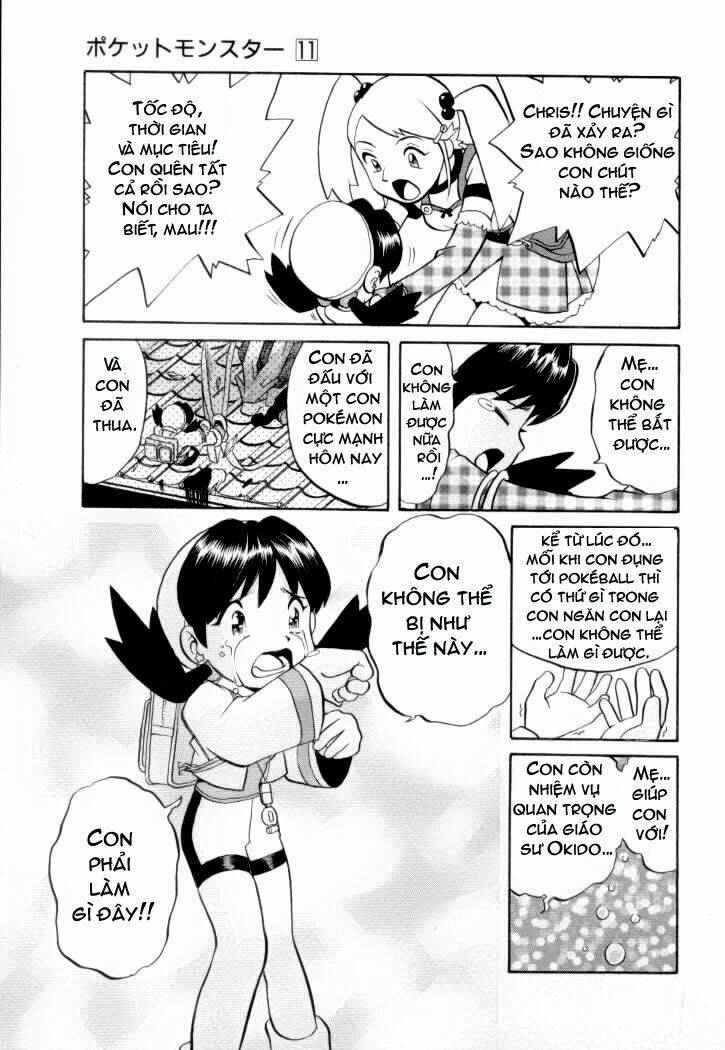 ポケットモンスター 11
Chris!! Chuyện gì
đã xảy ra?
Sao không giống
con chút
nào thế?
Tốc độ,
thời gian
và mục tiêu!
Con quên tất
cả rồi sao?
Nói cho ta
biết, mau!!!
Mẹ...
con
không
thể bắt
được...
Con
không
làm
được
nữa
rồi
...!
Con đã
đấu với
một con
Pokémon
cực mạnh
hôm nay
...
Và
con
đã
thua.
kể từ lúc đó...
mỗi khi con đụng
tới pokéball thì
có thứ gì trong
con ngăn con lại
...con không thể
làm gì được.
Con
không thể
bị như
thế này...
Mẹ...
giúp
con
với!
Con còn
nhiệm vụ
quan trọng
của giáo
sư Okido...
Con
phải
làm
gì đây!!